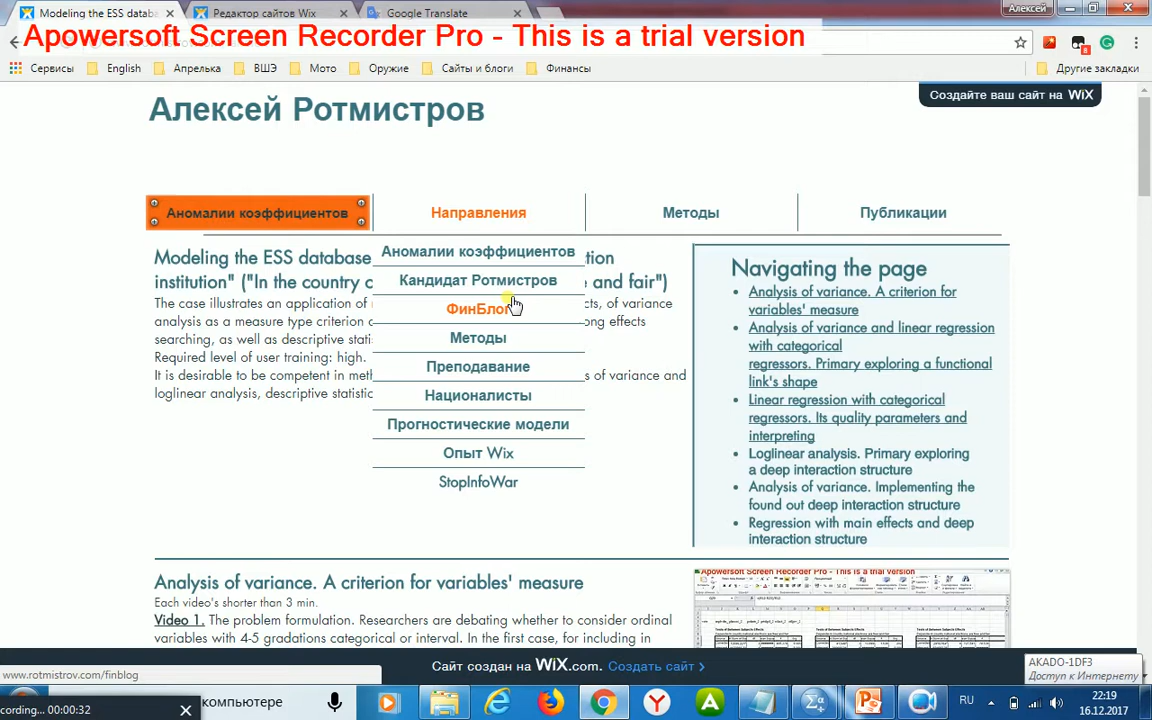 Modeling the ESS databa
Редактор сайтов Wix
Google Translate
Алексей
Apowersoft Screen Recorder Pro - This is a trial version
Сервисы
English
Апрелька
ВШЭ
Мото
Оружие
Сайты и блоги
Финансы
Другие закладки
Алексей Ротмистров
Создайте ваш сайт на WiX
Аномалии коэффициентов
Направления
Методы
Публикации
Аномалии коэффициентов
Кандидат Ротмистров
ФинБлог
Методы
Преподавание
Националисты
Прогностические модели
Опыт Wix
StopInfoWar
Modeling the ESS database
institution" ("In the country o
and fair")
The case illustrates an application of
cts, of variance
analysis as a measure type criterion
ong effects
searching, as well as descriptive stati
Required level of user training: high.
It is desirable to be competent in met
s of variance and
loglinear analysis, descriptive statistic
Navigating the page
Analysis of variance. A criterion for
variables' measure
Analysis of variance and linear regression
with categorical
regressors. Primary exploring a functional
link's shape
Linear regression with categorical
regressors. Its quality parameters and
interpreting
Loglinear analysis. Primary exploring
a deep interaction structure
Analysis of variance. Implementing the
found out deep interaction structure
Regression with main effects and deep
interaction structure
Analysis of variance. A criterion for variables' measure
Each video's shorter than 3 min.
Video 1. The problem formulation. Researchers are debating whether to consider ordinal
variables with 4-5 gradations categorical or interval. In the first case, for including in
Apowersoft Screen Recorder Pro - This is a trial version
Сайт создан на WiX.com. Создать сайт >
www.rotmistrov.com/finblog
AKADO-1DF3
Доступ к Интернету
cording... 00:00:32
компьютере
RU
22:19
16.12.2017